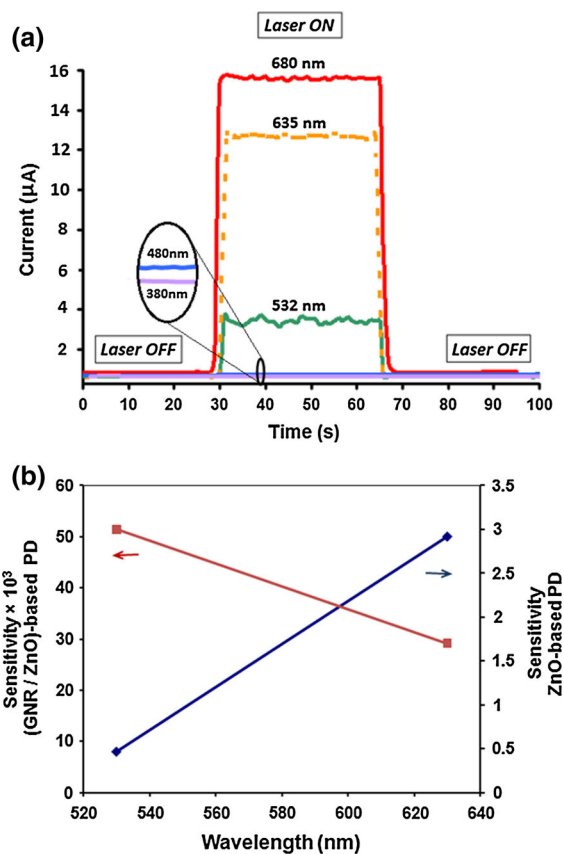 Laser ON
(a)
680 nm
635 nm
532 nm
480nm
380nm
Laser OFF
Laser OFF
Current (μA)
16
14
12
10
8
6
4
2
0 10 20 30 40 50 60 70 80 90 100
Time (s)
(b)
Sensitivity × 10³
(GNR / ZnO)-based PD
60
50
40
30
20
10
0
3.5
3
2.5
2
1.5
1
0.5
0
Sensitivity
ZnO-based PD
520 540 560 580 600 620 640
Wavelength (nm)